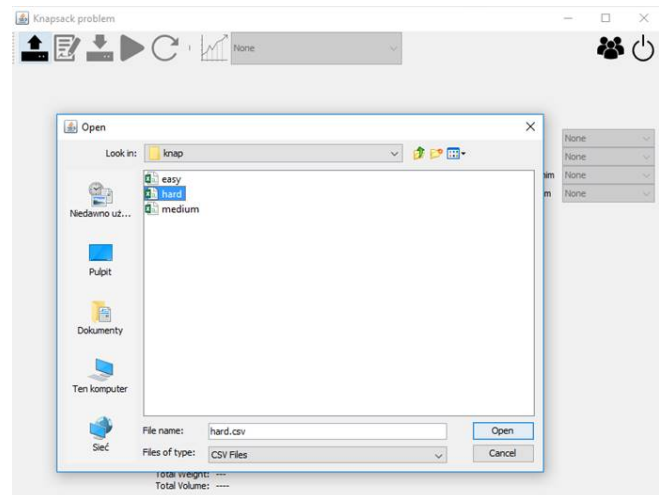 Knapsack problem
None
Open
Look in: knap
None
None
nim None
m None
easy
hard
medium
Niedawno uż...
Pulpit
Dokumenty
Ten komputer
Sieć
File name: hard.csv Open
Files of type: CSV Files Cancel
Total Weight: ---
Total Volume: ----